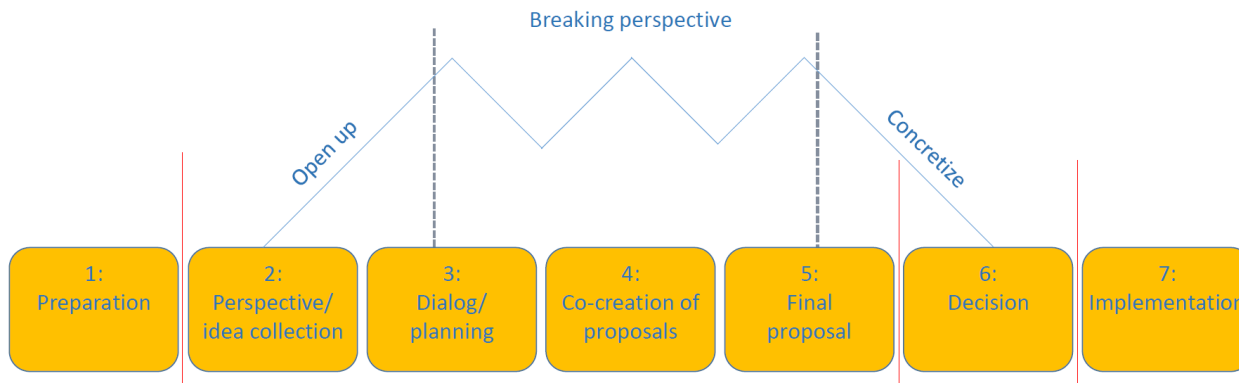 Breaking perspective
Open up
Concretize
1:
Preparation
2:
Perspective/
idea collection
3:
Dialog/
planning
4:
Co-creation of
proposals
5:
Final
proposal
6:
Decision
7:
Implementation